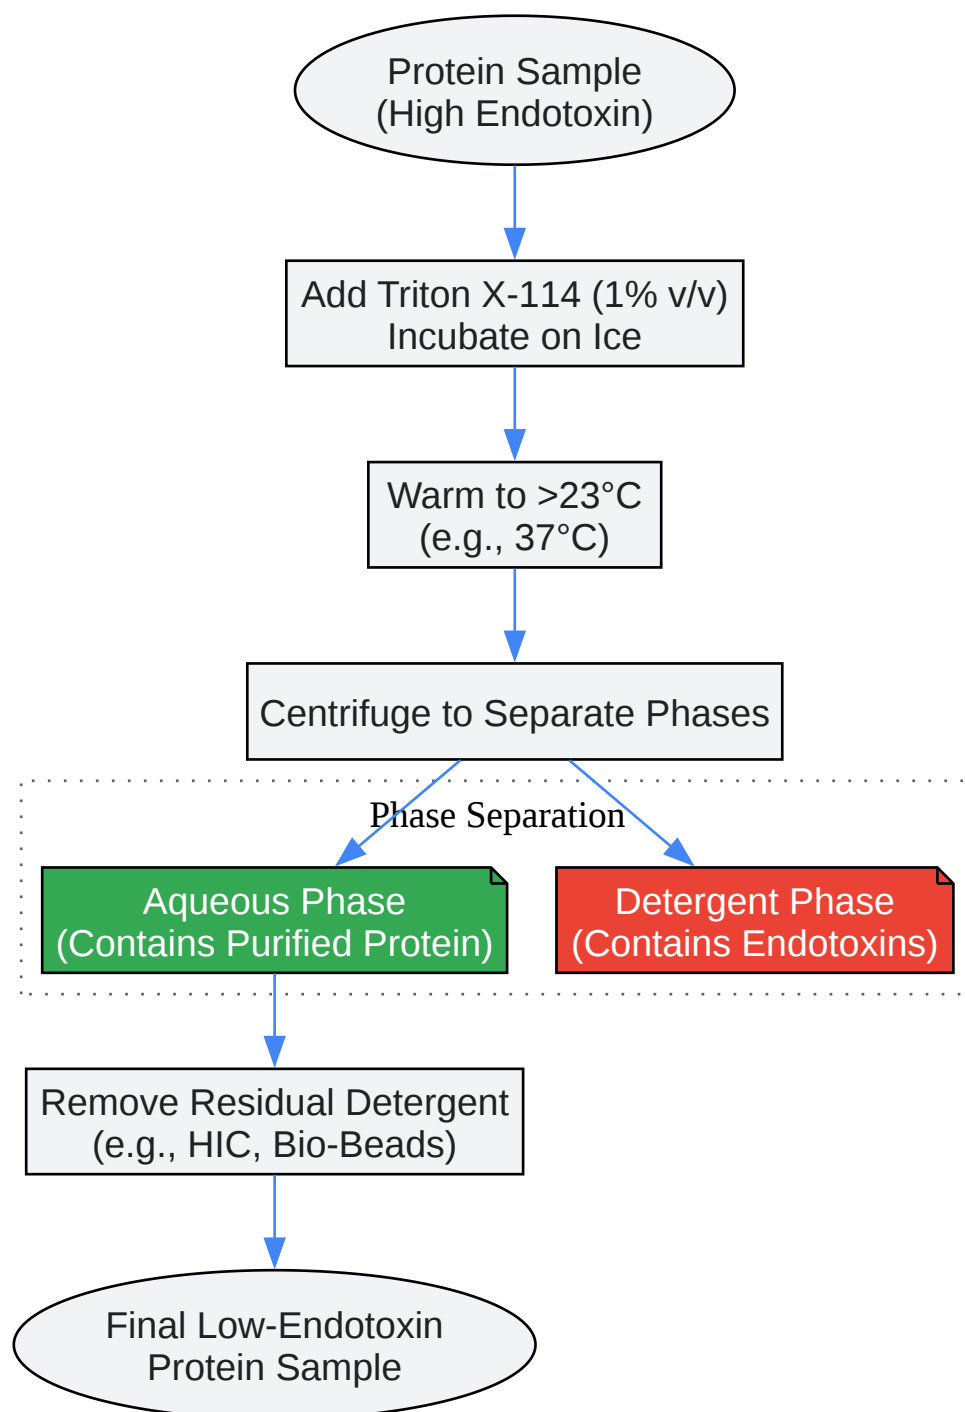 Protein Sample
(High Endotoxin)
Add Triton X-114 (1% v/v)
Incubate on Ice
Warm to >23°C
(e.g., 37°C)
Centrifuge to Separate Phases
Phase Separation
Aqueous Phase
(Contains Purified Protein)
Detergent Phase
(Contains Endotoxins)
Remove Residual Detergent
(e.g., HIC, Bio-Beads)
Final Low-Endotoxin
Protein Sample